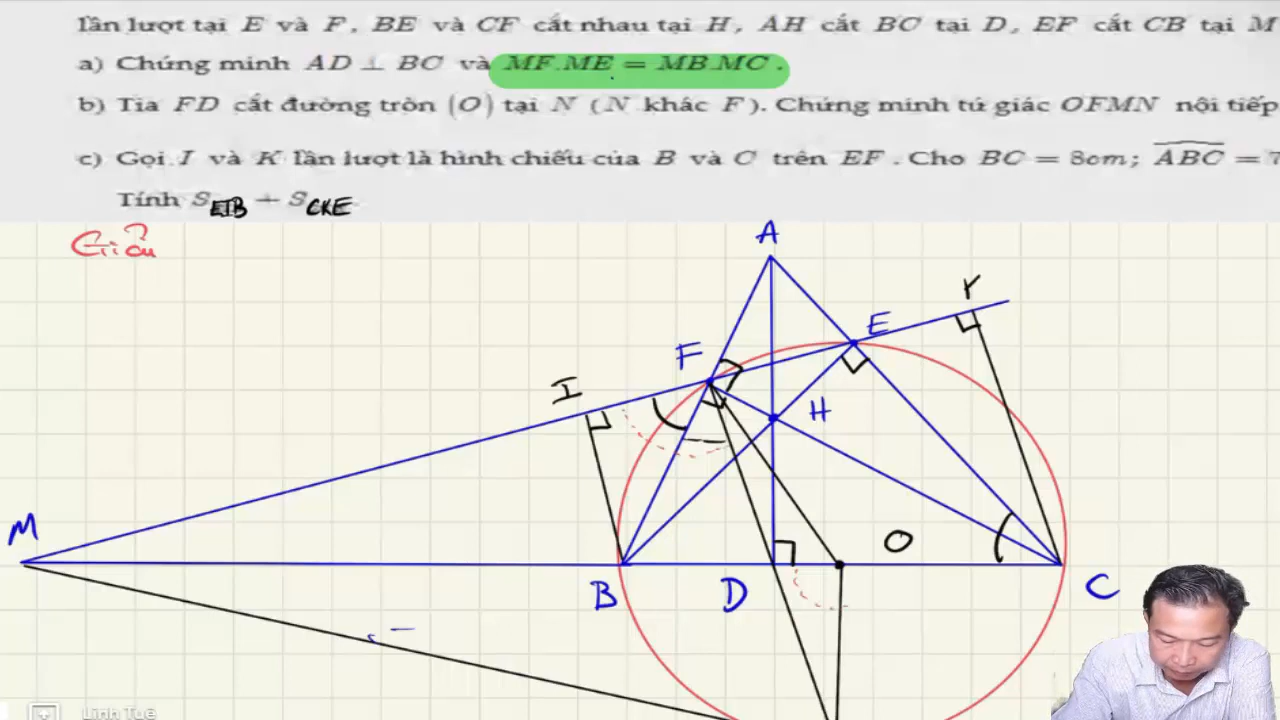 lần lượt tại E và F, BE và CF cắt nhau tại H, AH cắt BC tại D, EF cắt CB tại M
a) Chứng minh AD ⊥ BC và MF.ME = MB.MC.
b) Tia FD cắt đường tròn (O) tại N (N khác F). Chứng minh tứ giác OFMN nội tiếp
c) Gọi I và K lần lượt là hình chiếu của B và C trên EF. Cho BC = 8cm; ABC = 7
Tính S + S CKE
Giải
A
K
E
F
I
H
M
O
B
D
C
Linh Tuệ